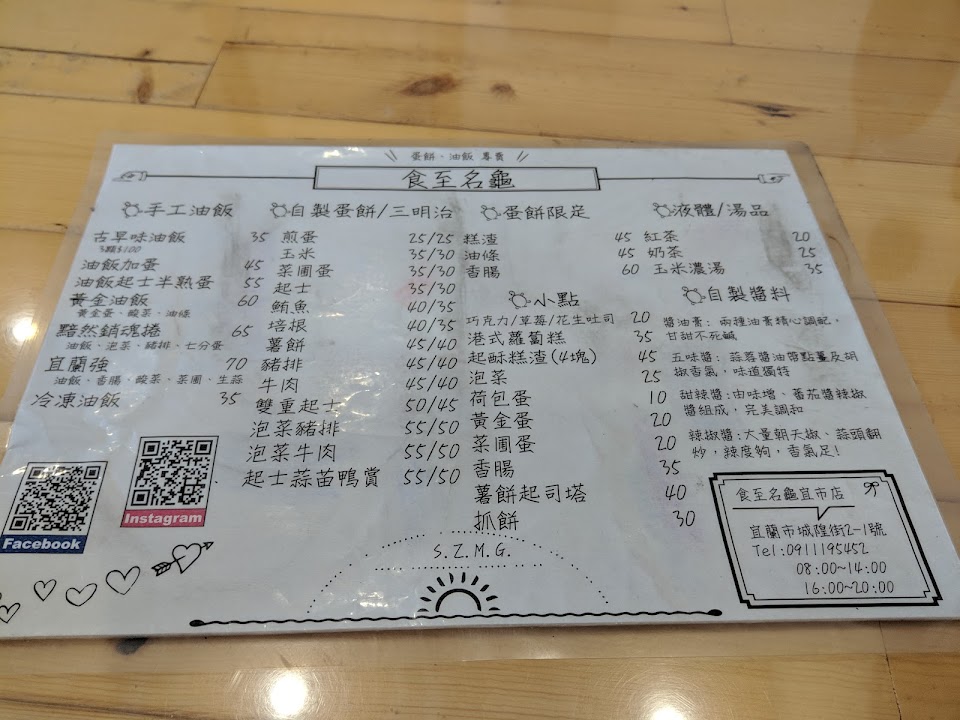 蛋餅、油飯 專賣
食至名龜
手工油飯
古早味油飯 35
3顆$100
油飯加蛋 45
油飯起士半熟蛋 55
黃金油飯 60
黃金蛋、酸菜、油條
黯然銷魂捲 65
油飯、泡菜、豬排、七分蛋
宜蘭強 70
油飯、香腸、酸菜、菜圃、生蒜
冷凍油飯 35
Facebook
Instagram
自製蛋餅/三明治
煎蛋 25/25
玉米 35/30
菜圃蛋 35/30
起士 35/30
鮪魚 40/35
培根 40/35
薯餅 40/35
豬排 45/40
牛肉 45/40
雙重起士 50/45
泡菜豬排 55/50
泡菜牛肉 55/50
起士蒜苗鴨賞 55/50
蛋餅限定
糕渣 45
油條 45
香腸 60
小點
巧克力/草莓/花生吐司 20
港式蘿蔔糕 35
起酥糕渣(4塊) 45
泡菜 25
荷包蛋 10
黃金蛋 20
菜圃蛋 20
香腸 35
薯餅起司塔 40
抓餅 30
液體/湯品
紅茶 20
奶茶 25
玉米濃湯 35
自製醬料
醬油膏: 兩種油膏精心調配,
甘甜不死鹹
五味醬: 蒜蓉醬油帶點薑及胡
椒香氣,味道獨特
甜辣醬:由味增、番茄醬辣椒
醬組成,完美調和
辣椒醬:大量朝天椒、蒜頭翻
炒,辣度夠,香氣足!
食至名龜宜市店
宜蘭市城隍街2-1號
Tel:0911195452
08:00~14:00
16:00~20:00
S.Z.M.G.